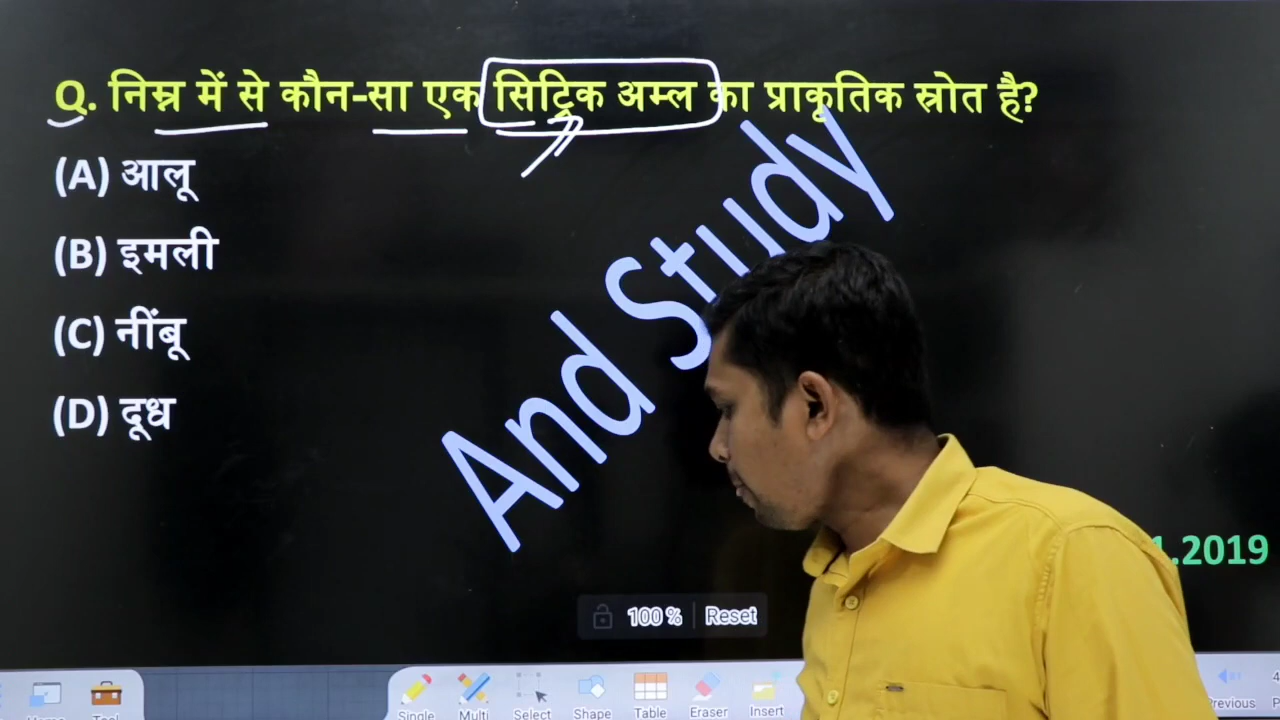 Q. निम्न में से कौन-सा एक सिट्रिक अम्ल का प्राकृतिक स्रोत है?
(A) आलू
(B) इमली
(C) नींबू
(D) दूध
And Study
.2019
100 % Reset
Single Multi Select Shape Table Eraser Insert
Previous